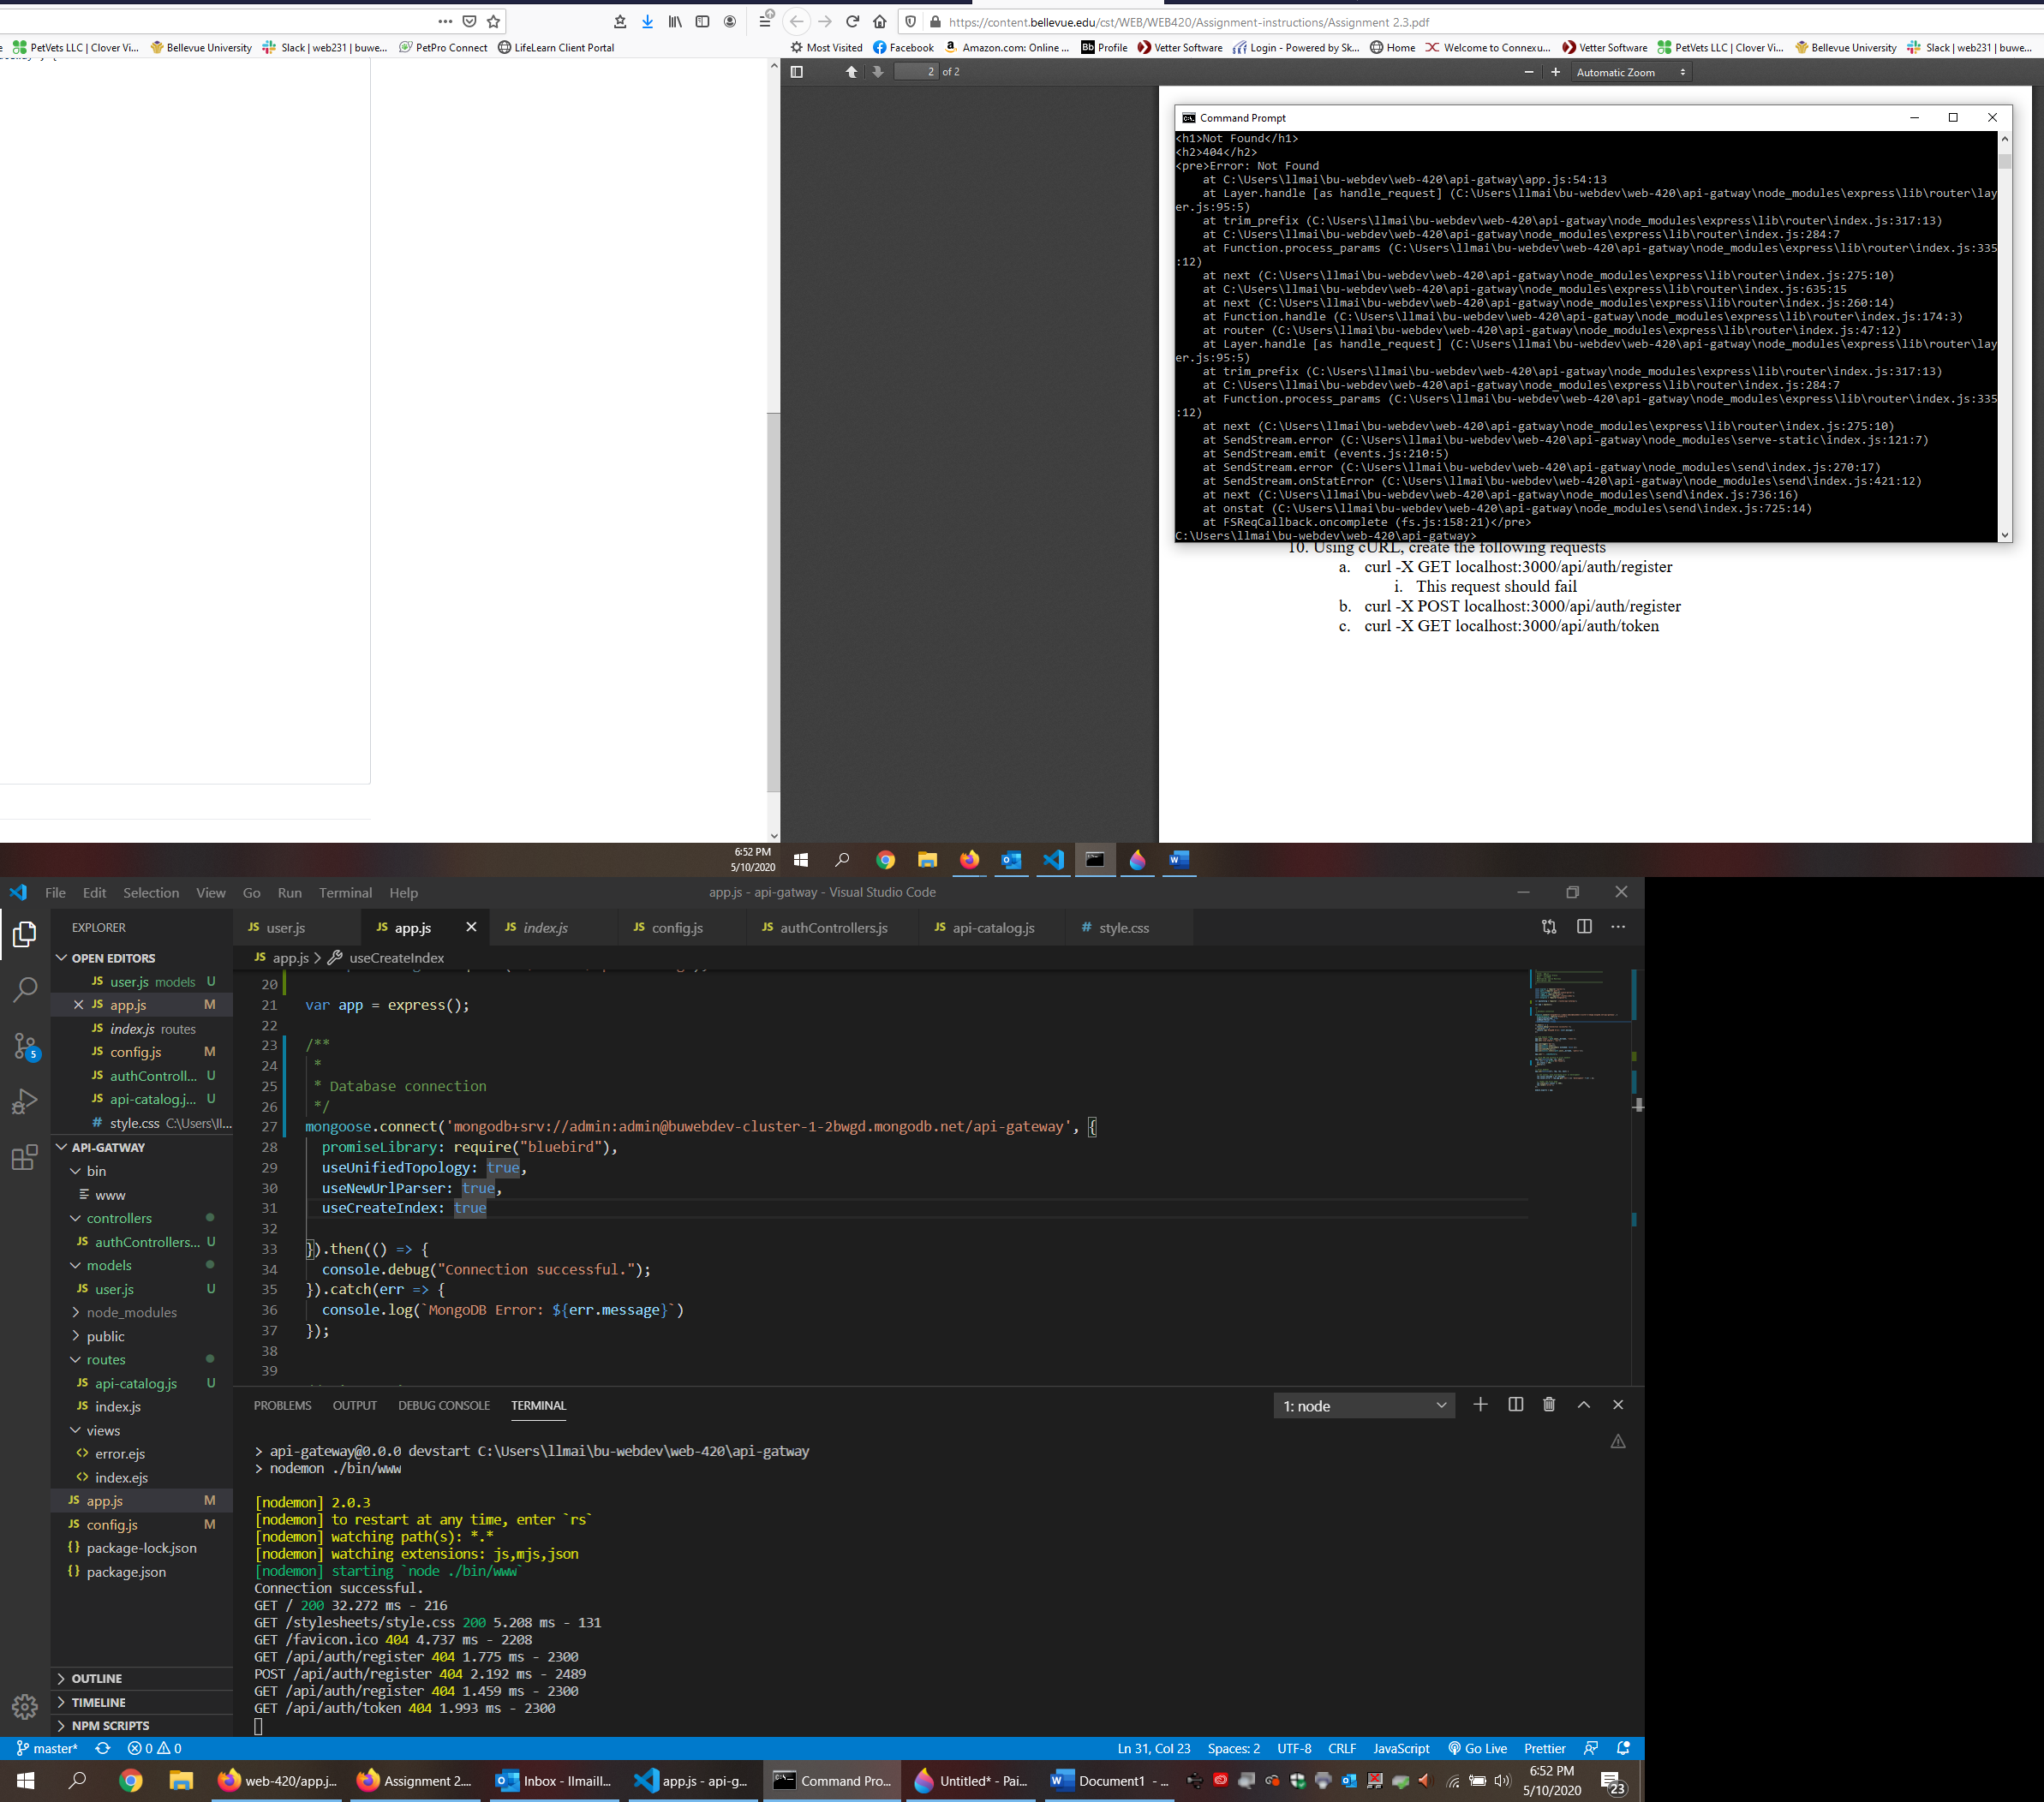 https://content.bellevue.edu/cst/WEB/WEB420/Assignment-instructions/Assignment 2.3.pdf
PetVets LLC | Clover Vi... Bellevue University Slack | web231 | buwe... PetPro Connect LifeLearn Client Portal
Most Visited Facebook Amazon.com: Online ... Profile Vetter Software Login - Powered by Sk... Home Welcome to Connexu... Vetter Software PetVets LLC | Clover Vi... Bellevue University Slack | web231 | buwe...
2 of 2
Automatic Zoom
Command Prompt
<h1>Not Found</h1>
<h2>404</h2>
<pre>Error: Not Found
at C:\Users\llmai\bu-webdev\web-420\api-gatway\app.js:54:13
at Layer.handle [as handle_request] (C:\Users\llmai\bu-webdev\web-420\api-gatway\node_modules\express\lib\router\lay
er.js:95:5)
at trim_prefix (C:\Users\llmai\bu-webdev\web-420\api-gatway\node_modules\express\lib\router\index.js:317:13)
at C:\Users\llmai\bu-webdev\web-420\api-gatway\node_modules\express\lib\router\index.js:284:7
at Function.process_params (C:\Users\llmai\bu-webdev\web-420\api-gatway\node_modules\express\lib\router\index.js:335
:12)
at next (C:\Users\llmai\bu-webdev\web-420\api-gatway\node_modules\express\lib\router\index.js:275:10)
at C:\Users\llmai\bu-webdev\web-420\api-gatway\node_modules\express\lib\router\index.js:635:15
at next (C:\Users\llmai\bu-webdev\web-420\api-gatway\node_modules\express\lib\router\index.js:260:14)
at Function.handle (C:\Users\llmai\bu-webdev\web-420\api-gatway\node_modules\express\lib\router\index.js:174:3)
at router (C:\Users\llmai\bu-webdev\web-420\api-gatway\node_modules\express\lib\router\index.js:47:12)
at Layer.handle [as handle_request] (C:\Users\llmai\bu-webdev\web-420\api-gatway\node_modules\express\lib\router\lay
er.js:95:5)
at trim_prefix (C:\Users\llmai\bu-webdev\web-420\api-gatway\node_modules\express\lib\router\index.js:317:13)
at C:\Users\llmai\bu-webdev\web-420\api-gatway\node_modules\express\lib\router\index.js:284:7
at Function.process_params (C:\Users\llmai\bu-webdev\web-420\api-gatway\node_modules\express\lib\router\index.js:335
:12)
at next (C:\Users\llmai\bu-webdev\web-420\api-gatway\node_modules\express\lib\router\index.js:275:10)
at SendStream.error (C:\Users\llmai\bu-webdev\web-420\api-gatway\node_modules\serve-static\index.js:121:7)
at SendStream.emit (events.js:210:5)
at SendStream.error (C:\Users\llmai\bu-webdev\web-420\api-gatway\node_modules\send\index.js:270:17)
at SendStream.onStatError (C:\Users\llmai\bu-webdev\web-420\api-gatway\node_modules\send\index.js:421:12)
at next (C:\Users\llmai\bu-webdev\web-420\api-gatway\node_modules\send\index.js:736:16)
at onstat (C:\Users\llmai\bu-webdev\web-420\api-gatway\node_modules\send\index.js:725:14)
at FSReqCallback.oncomplete (fs.js:158:21)</pre>
C:\Users\llmai\bu-webdev\web-420\api-gatway>
10. Using cURL, create the following requests
a. curl -X GET localhost:3000/api/auth/register
i. This request should fail
b. curl -X POST localhost:3000/api/auth/register
c. curl -X GET localhost:3000/api/auth/token
6:52 PM
5/10/2020
File Edit Selection View Go Run Terminal Help
app.js - api-gatway - Visual Studio Code
EXPLORER
OPEN EDITORS
JS user.js models U
JS app.js M
JS index.js routes
JS config.js M
JS authControll... U
JS api-catalog.j... U
# style.css C:\Users\ll...
API-GATWAY
bin
www
controllers
JS authControllers... U
models
JS user.js U
node_modules
public
routes
JS api-catalog.js U
JS index.js
views
<> error.ejs
<> index.ejs
JS app.js M
JS config.js M
{} package-lock.json
{} package.json
OUTLINE
TIMELINE
NPM SCRIPTS
5
JS user.js JS app.js JS index.js JS config.js JS authControllers.js JS api-catalog.js # style.css
JS app.js > useCreateIndex
20
21 var app = express();
22
23 /**
24 *
25 * Database connection
26 */
27 mongoose.connect('mongodb+srv://admin:admin@buwebdev-cluster-1-2bwgd.mongodb.net/api-gateway', {
28 promiseLibrary: require("bluebird"),
29 useUnifiedTopology: true,
30 useNewUrlParser: true,
31 useCreateIndex: true
32
33 }).then(() => {
34 console.debug("Connection successful.");
35 }).catch(err => {
36 console.log(`MongoDB Error: ${err.message}`)
37 });
38
39
PROBLEMS OUTPUT DEBUG CONSOLE TERMINAL
1: node
> api-gateway@0.0.0 devstart C:\Users\llmai\bu-webdev\web-420\api-gatway
> nodemon ./bin/www
[nodemon] 2.0.3
[nodemon] to restart at any time, enter `rs`
[nodemon] watching path(s): *.*
[nodemon] watching extensions: js,mjs,json
[nodemon] starting `node ./bin/www`
Connection successful.
GET / 200 32.272 ms - 216
GET /stylesheets/style.css 200 5.208 ms - 131
GET /favicon.ico 404 4.737 ms - 2208
GET /api/auth/register 404 1.775 ms - 2300
POST /api/auth/register 404 2.192 ms - 2489
GET /api/auth/register 404 1.459 ms - 2300
GET /api/auth/token 404 1.993 ms - 2300
master* 0 0
Ln 31, Col 23 Spaces: 2 UTF-8 CRLF JavaScript Go Live Prettier
web-420/app.j... Assignment 2.... Inbox - llmaill... app.js - api-g... Command Pro... Untitled* - Pai... Document1 - ...
6:52 PM
5/10/2020
23